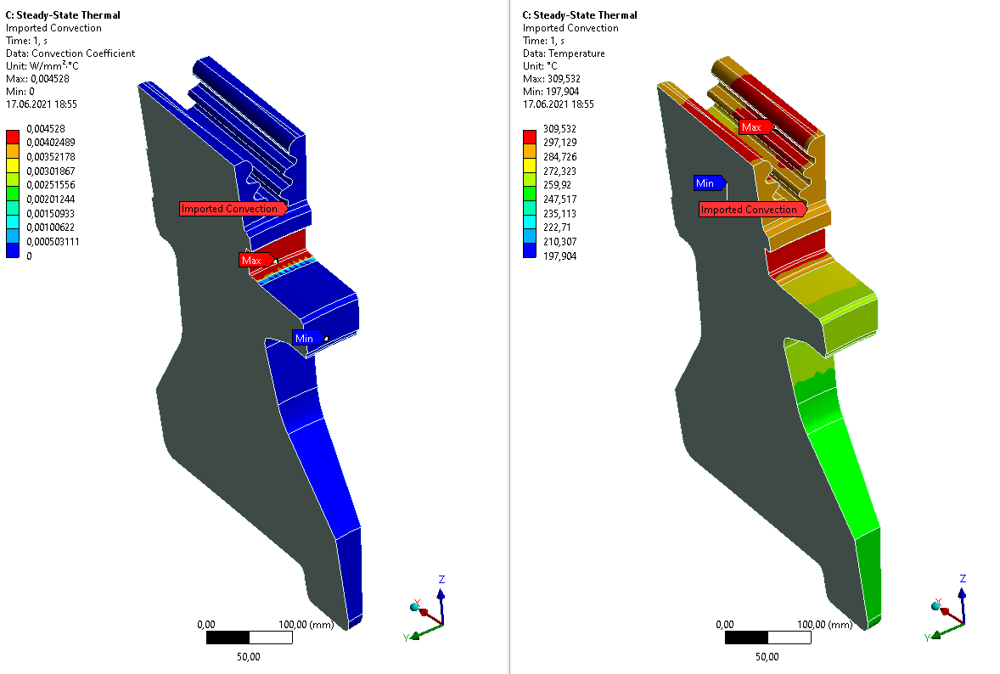 C: Steady-State Thermal
Imported Convection
Time: 1, s
Data: Convection Coefficient
Unit: W/mm²·°C
Max: 0,004528
Min: 0
17.06.2021 18:55
0,004528
0,00402489
0,00352178
0,00301867
0,00251556
0,00201244
0,00150933
0,00100622
0,000503111
0
Imported Convection
Max
Min
0,00
100,00 (mm)
50,00
Z
X
Y
C: Steady-State Thermal
Imported Convection
Time: 1, s
Data: Temperature
Unit: °C
Max: 309,532
Min: 197,904
17.06.2021 18:55
309,532
297,129
284,726
272,323
259,92
247,517
235,113
222,71
210,307
197,904
Max
Min
Imported Convection
0,00
100,00 (mm)
50,00
Z
X
Y